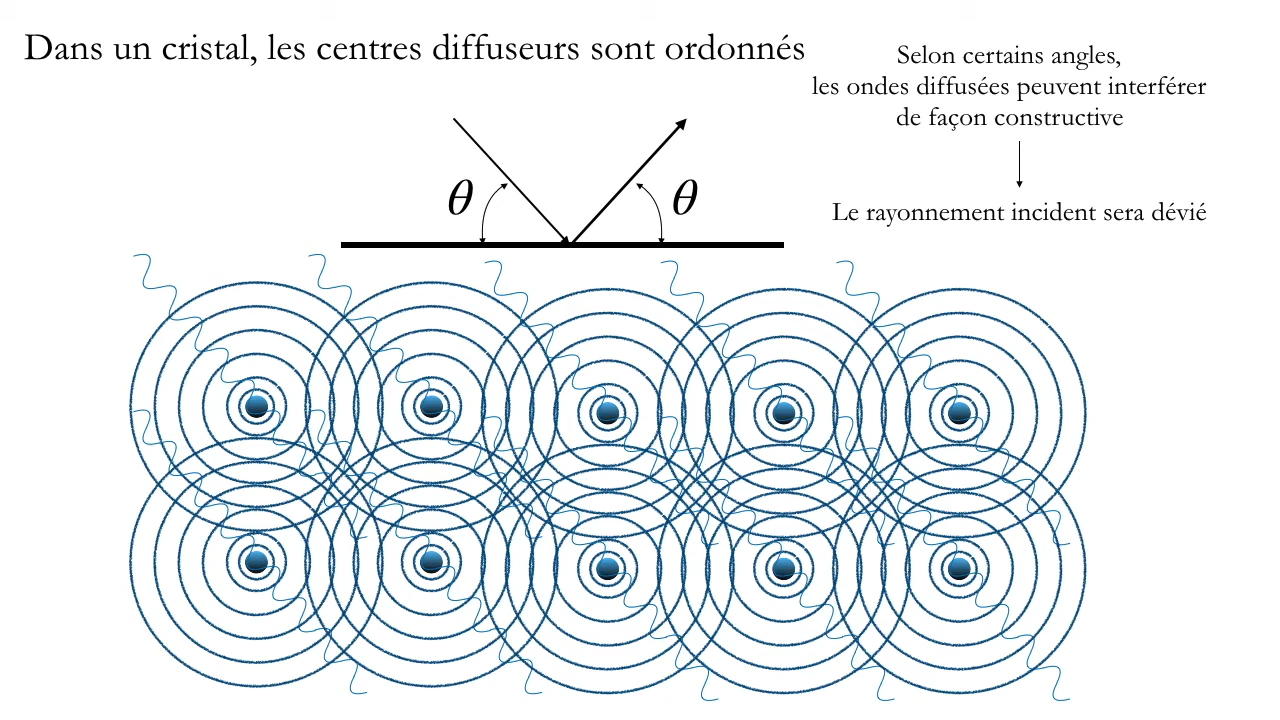 Dans un cristal, les centres diffuseurs sont ordonnés
Selon certains angles,
les ondes diffusées peuvent interférer
de façon constructive
Le rayonnement incident sera dévié
θ
θ